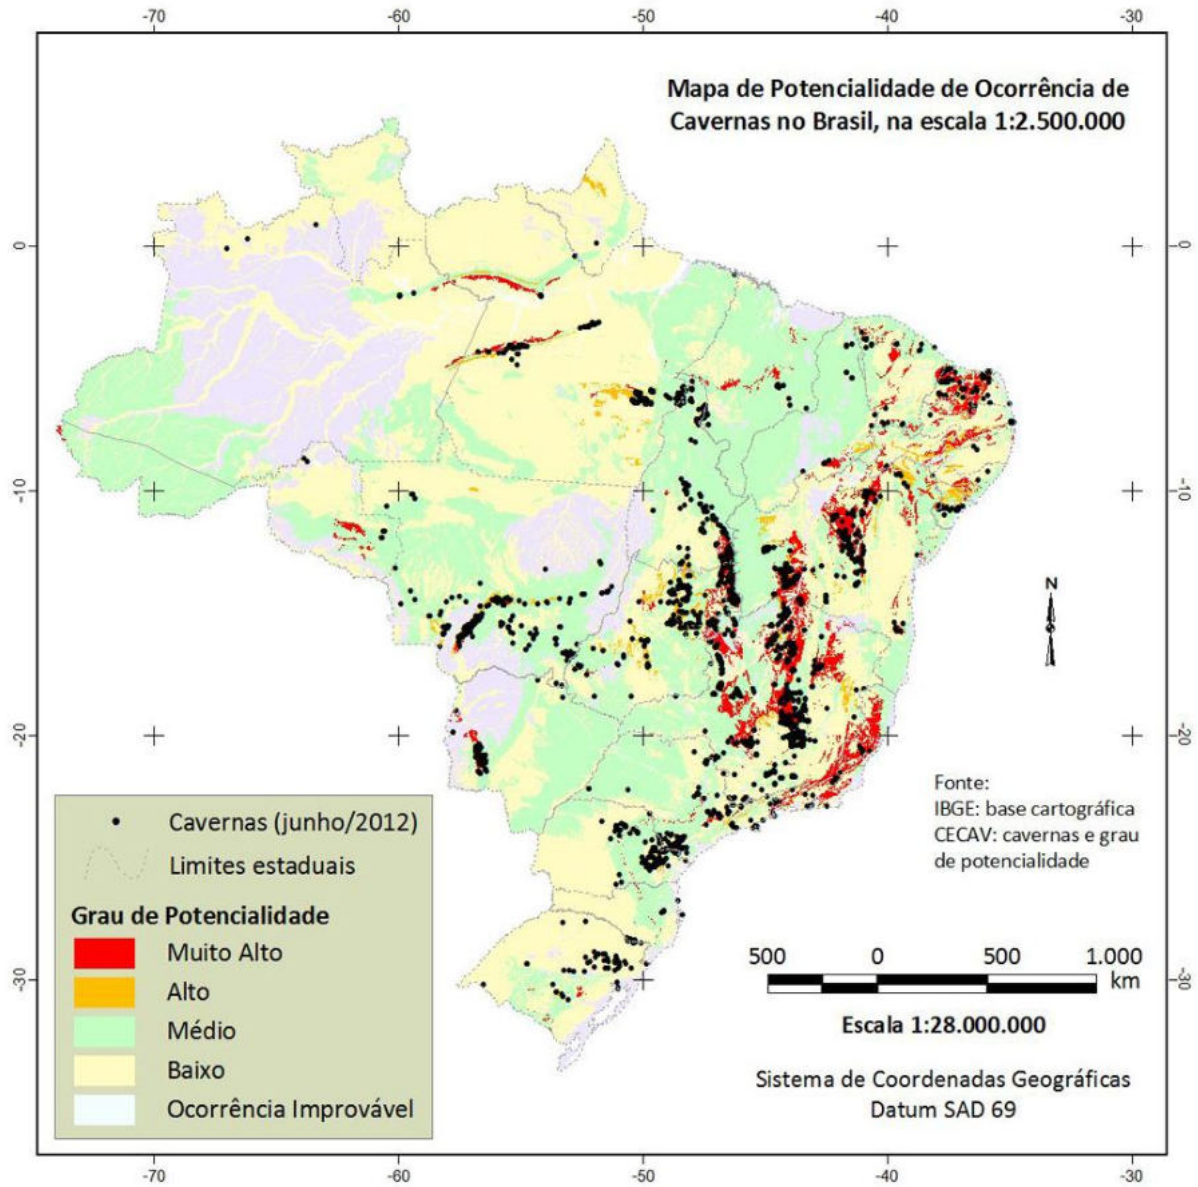 -70 -60 -50 -40 -30
Mapa de Potencialidade de Ocorrência de
Cavernas no Brasil, na escala 1:2.500.000
0 0
-10 -10
N
-20 -20
Fonte:
IBGE: base cartográfica
CECAV: cavernas e grau
de potencialidade
Cavernas (junho/2012)
Limites estaduais
Grau de Potencialidade
Muito Alto
Alto
Médio
Baixo
Ocorrência Improvável
-30 -30
500 0 500 1.000
km
Escala 1:28.000.000
Sistema de Coordenadas Geográficas
Datum SAD 69
-70 -60 -50 -40 -30